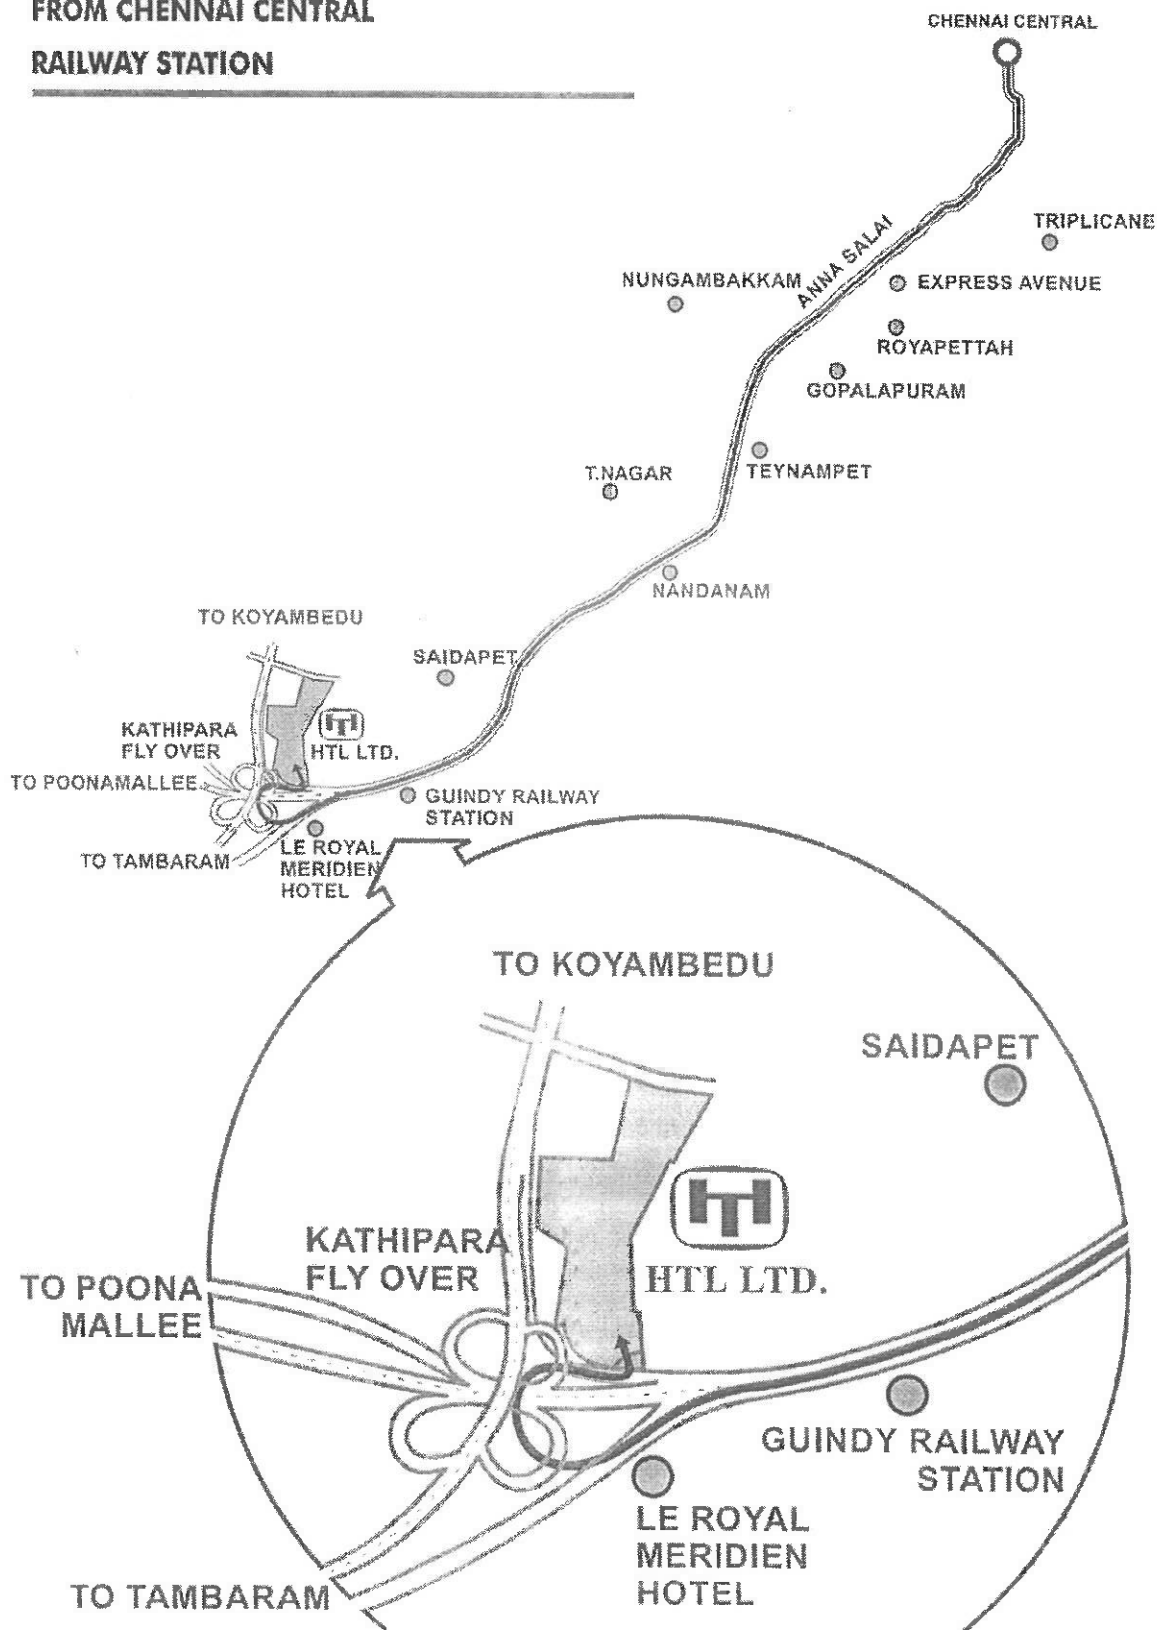 FROM CHENNAI CENTRAL
RAILWAY STATION
CHENNAI CENTRAL
TRIPLICANE
ANNA SALAI
NUNGAMBAKKAM
EXPRESS AVENUE
ROYAPETTAH
GOPALAPURAM
T.NAGAR
TEYNAMPET
NANDANAM
TO KOYAMBEDU
SAIDAPET
KATHIPARA
FLY OVER
HTL LTD.
TO POONAMALLEE
GUINDY RAILWAY
STATION
TO TAMBARAM
LE ROYAL
MERIDIEN
HOTEL
TO KOYAMBEDU
SAIDAPET
KATHIPARA
FLY OVER
HTL LTD.
TO POONA
MALLEE
GUINDY RAILWAY
STATION
LE ROYAL
MERIDIEN
HOTEL
TO TAMBARAM